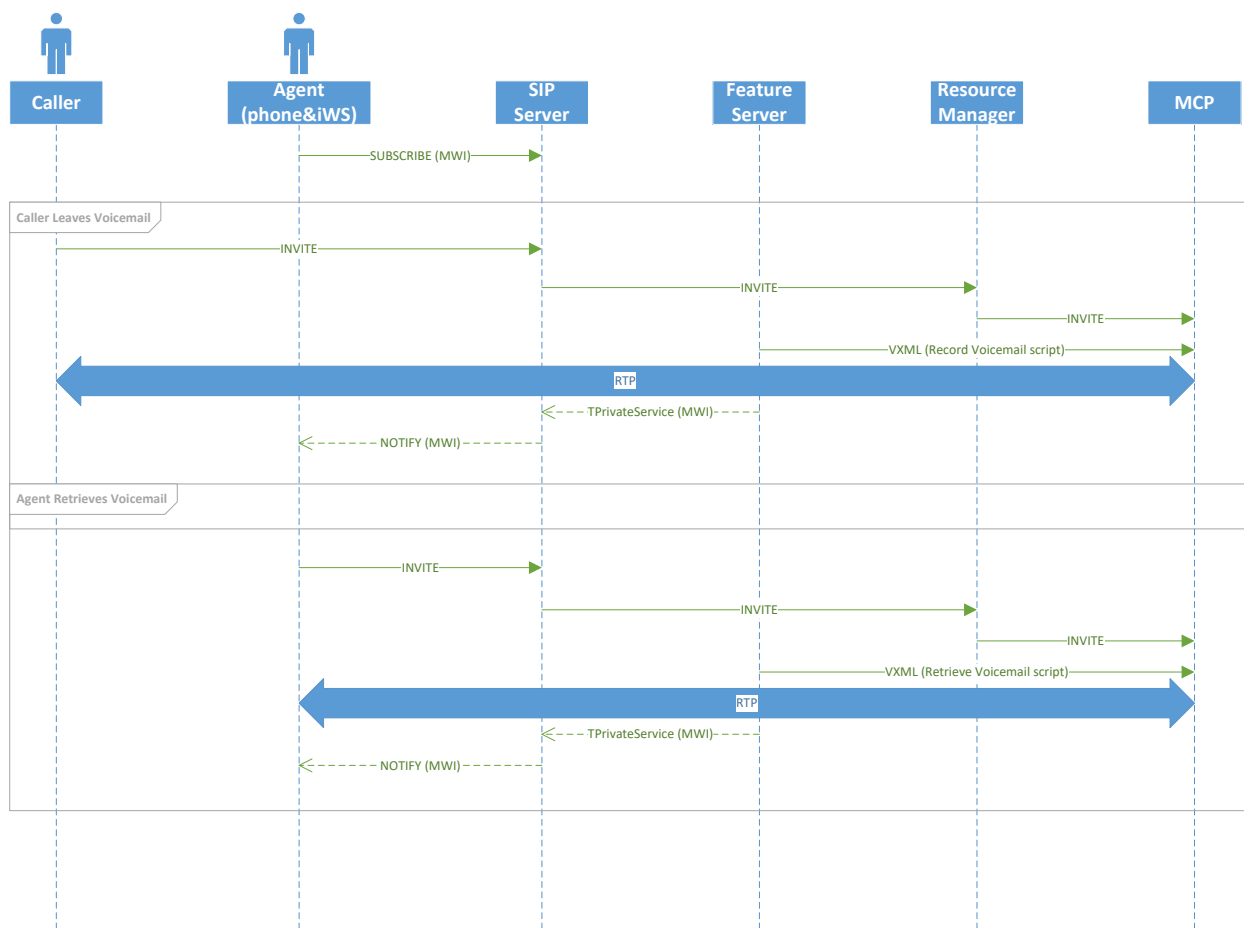 Caller
Agent
(phone&iWS)
SIP
Server
Feature
Server
Resource
Manager
MCP
SUBSCRIBE (MWI)
Caller Leaves Voicemail
INVITE
INVITE
INVITE
VXML (Record Voicemail script)
RTP
TPrivateService (MWI)
NOTIFY (MWI)
Agent Retrieves Voicemail
INVITE
INVITE
INVITE
VXML (Retrieve Voicemail script)
RTP
TPrivateService (MWI)
NOTIFY (MWI)